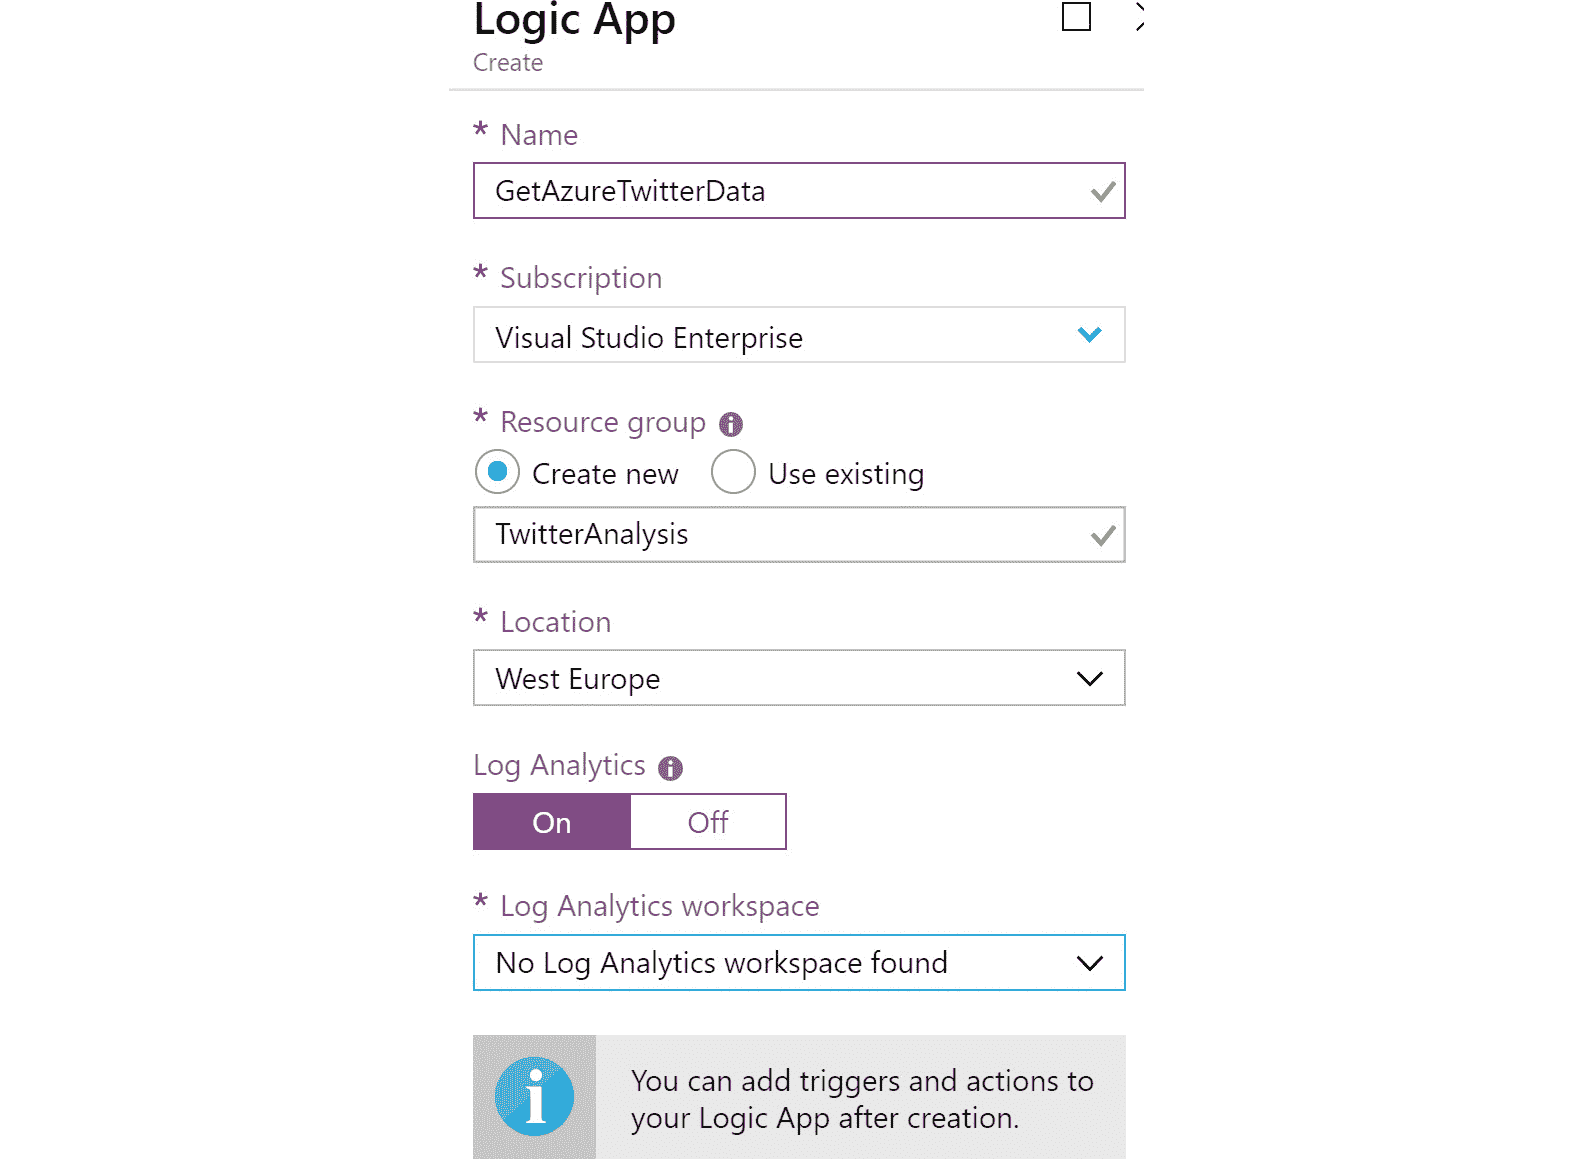 Logic App
Create
* Name
GetAzureTwitterData
* Subscription
Visual Studio Enterprise
* Resource group
Create new Use existing
TwitterAnalysis
* Location
West Europe
Log Analytics
On Off
* Log Analytics workspace
No Log Analytics workspace found
You can add triggers and actions to
your Logic App after creation.